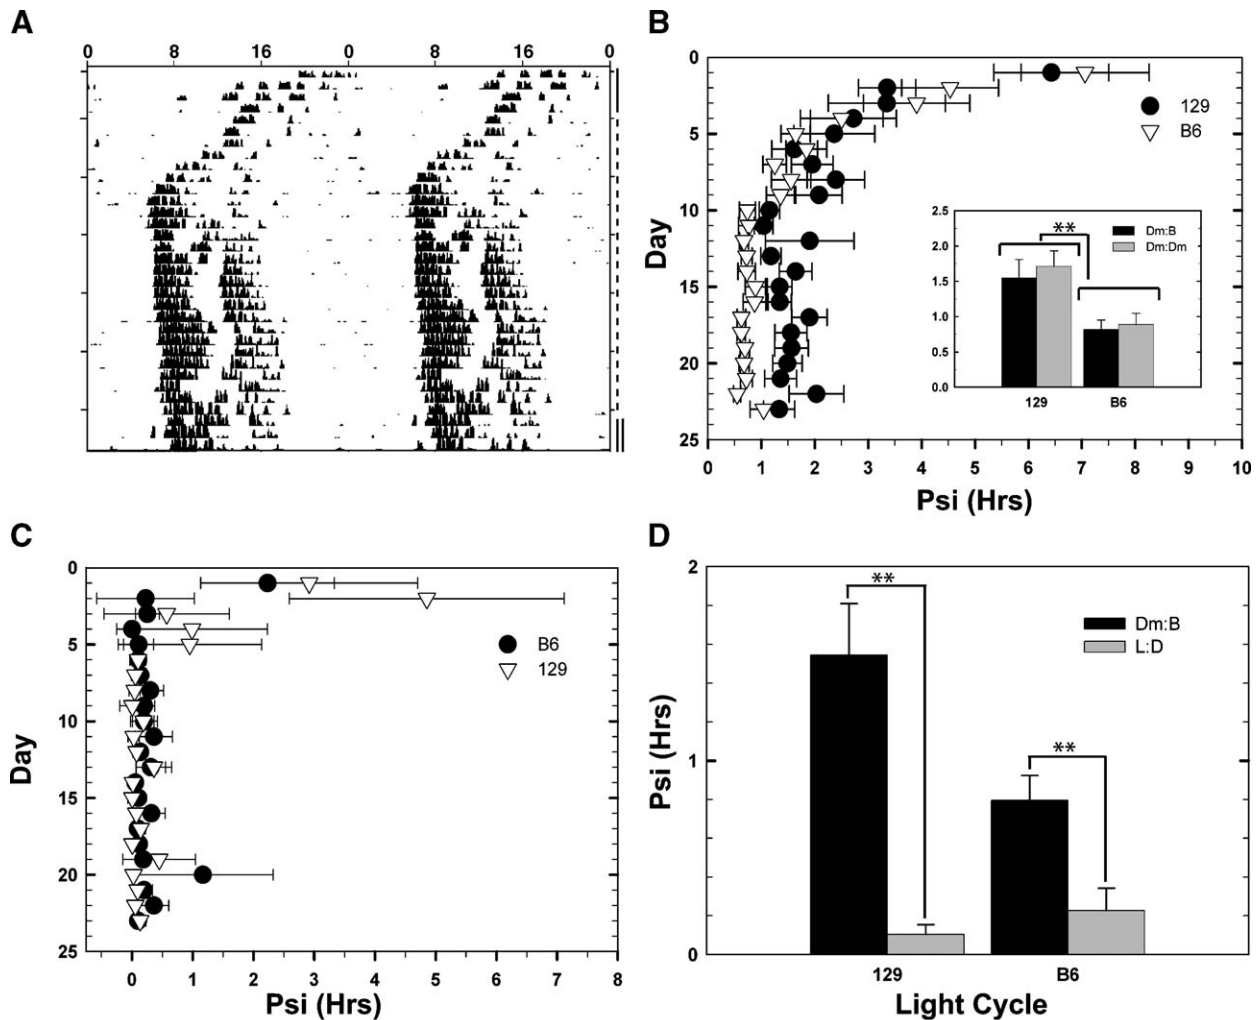 A
0 8 16 0 8 16 0
B
0
5
10
15
20
25
Day
129
B6
2.5
2.0
1.5
1.0
0.5
0.0
**
Dm:B
Dm:Dm
129 B6
0 1 2 3 4 5 6 7 8 9 10
Psi (Hrs)
C
0
5
10
15
20
25
Day
B6
129
0 1 2 3 4 5 6 7 8
Psi (Hrs)
D
2
1
0
Psi (Hrs)
**
**
Dm:B
L:D
129 B6
Light Cycle